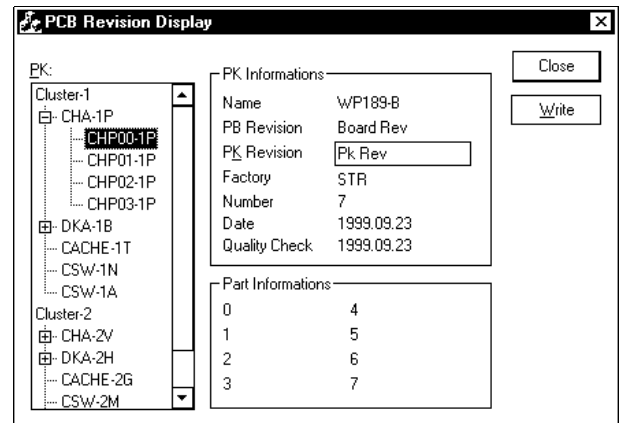 PCB Revision Display
PK:
Cluster-1
CHA-1P
CHP00-1P
CHP01-1P
CHP02-1P
CHP03-1P
DKA-1B
CACHE-1T
CSW-1N
CSW-1A
Cluster-2
CHA-2V
DKA-2H
CACHE-2G
CSW-2M
PK Informations
Name WP189-B
PB Revision Board Rev
PK Revision Pk Rev
Factory STR
Number 7
Date 1999.09.23
Quality Check 1999.09.23
Part Informations
0 4
1 5
2 6
3 7
Close
Write